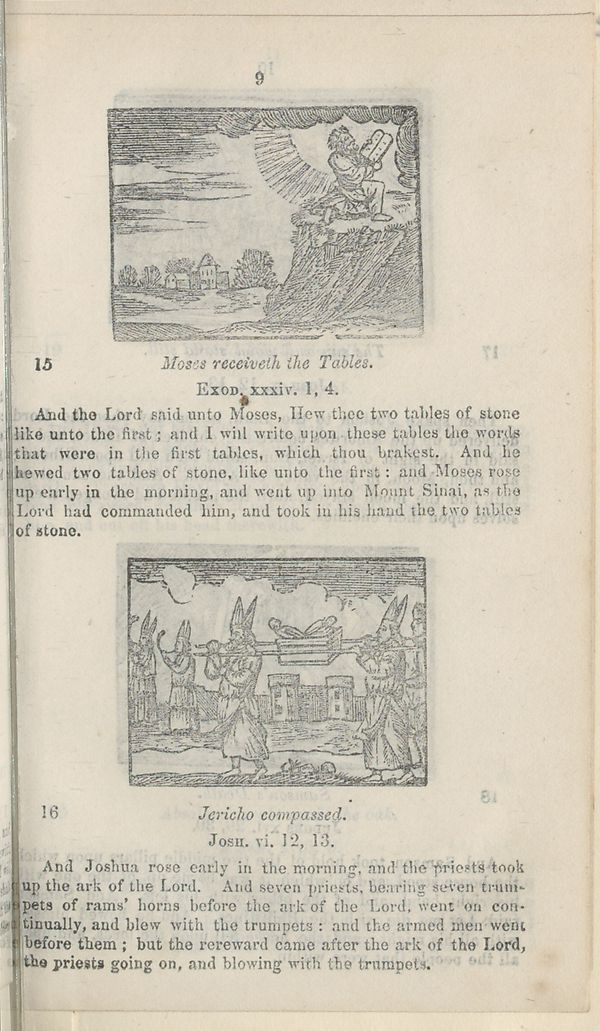 9
15 Moses receiveth the Tables.
EXOD. xxxiv. 1, 4.
And the Lord said unto Moses, Hew thee two tables of stone
like unto the first; and I will write upon these tables the words
that were in the first tables, which thou brakest. And he
hewed two tables of stone, like unto the first: and Moses rose
up early in the morning, and went up into Mount Sinai, as the
Lord had commanded him, and took in his hand the two tables
of stone.
16 Jericho compassed.
JOSH. vi. 12, 13.
And Joshua rose early in the morning, and the priests took
up the ark of the Lord. And seven priests, bearing seven trum-
pets of rams' horns before the ark of the Lord, went on con-
tinually, and blew with the trumpets: and the armed men went
before them; but the rereward came after the ark of the Lord,
the priests going on, and blowing with the trumpets.